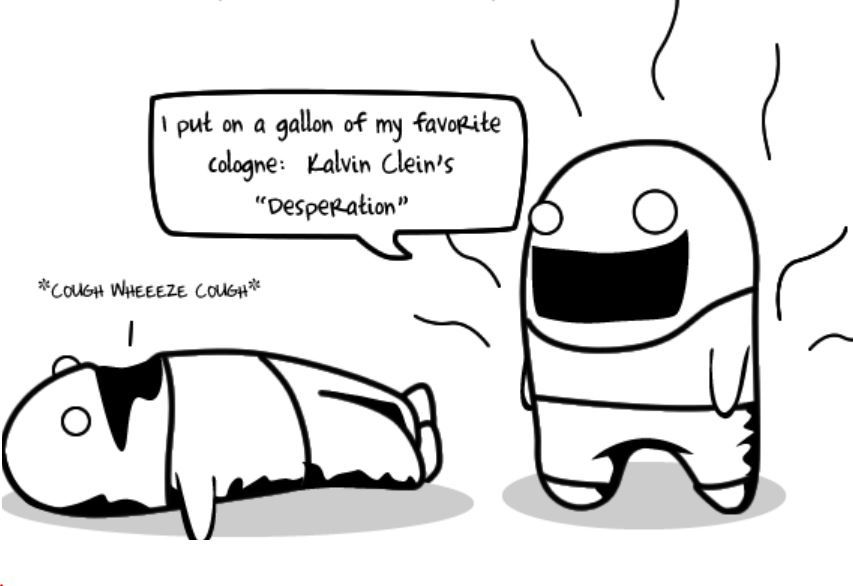 I put on a gallon of my favorite
cologne: Kalvin Clein's
"Desperation"
*COUGH WHEEEZE COUGH*